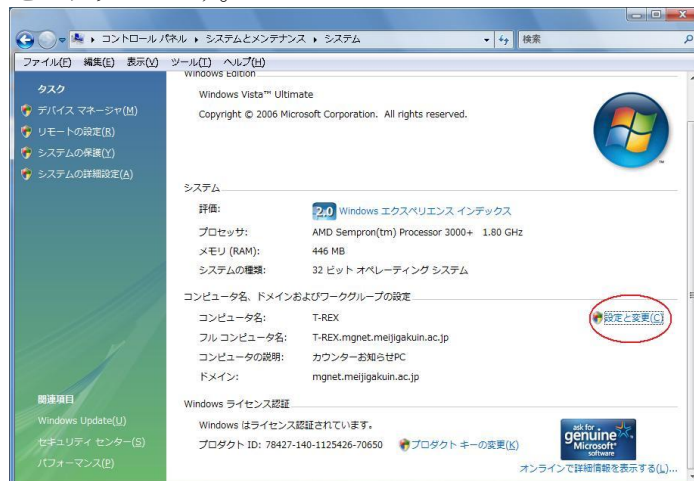 コントロール パネル ▸ システムとメンテナンス ▸ システム
検索
ファイル(F) 編集(E) 表示(V) ツール(T) ヘルプ(H)
タスク
デバイス マネージャ(M)
リモートの設定(R)
システムの保護(Y)
システムの詳細設定(A)
Windows Edition
Windows Vista™ Ultimate
Copyright © 2006 Microsoft Corporation. All rights reserved.
システム
評価: 2.0 Windows エクスペリエンス インデックス
プロセッサ: AMD Sempron(tm) Processor 3000+ 1.80 GHz
メモリ (RAM): 446 MB
システムの種類: 32 ビット オペレーティング システム
コンピュータ名、ドメインおよびワークグループの設定
コンピュータ名: T-REX 設定と変更(C)
フル コンピュータ名: T-REX.mgnet.meijigakuin.ac.jp
コンピュータの説明: カウンターお知らせPC
ドメイン: mgnet.meijigakuin.ac.jp
Windows ライセンス認証
Windows はライセンス認証されています。
プロダクト ID: 78427-140-1125426-70650 プロダクト キーの変更(K)
ask for
genuine
Microsoft
software
オンラインで詳細情報を表示する(L)...
関連項目
Windows Update(U)
セキュリティ センター(S)
パフォーマンス(P)